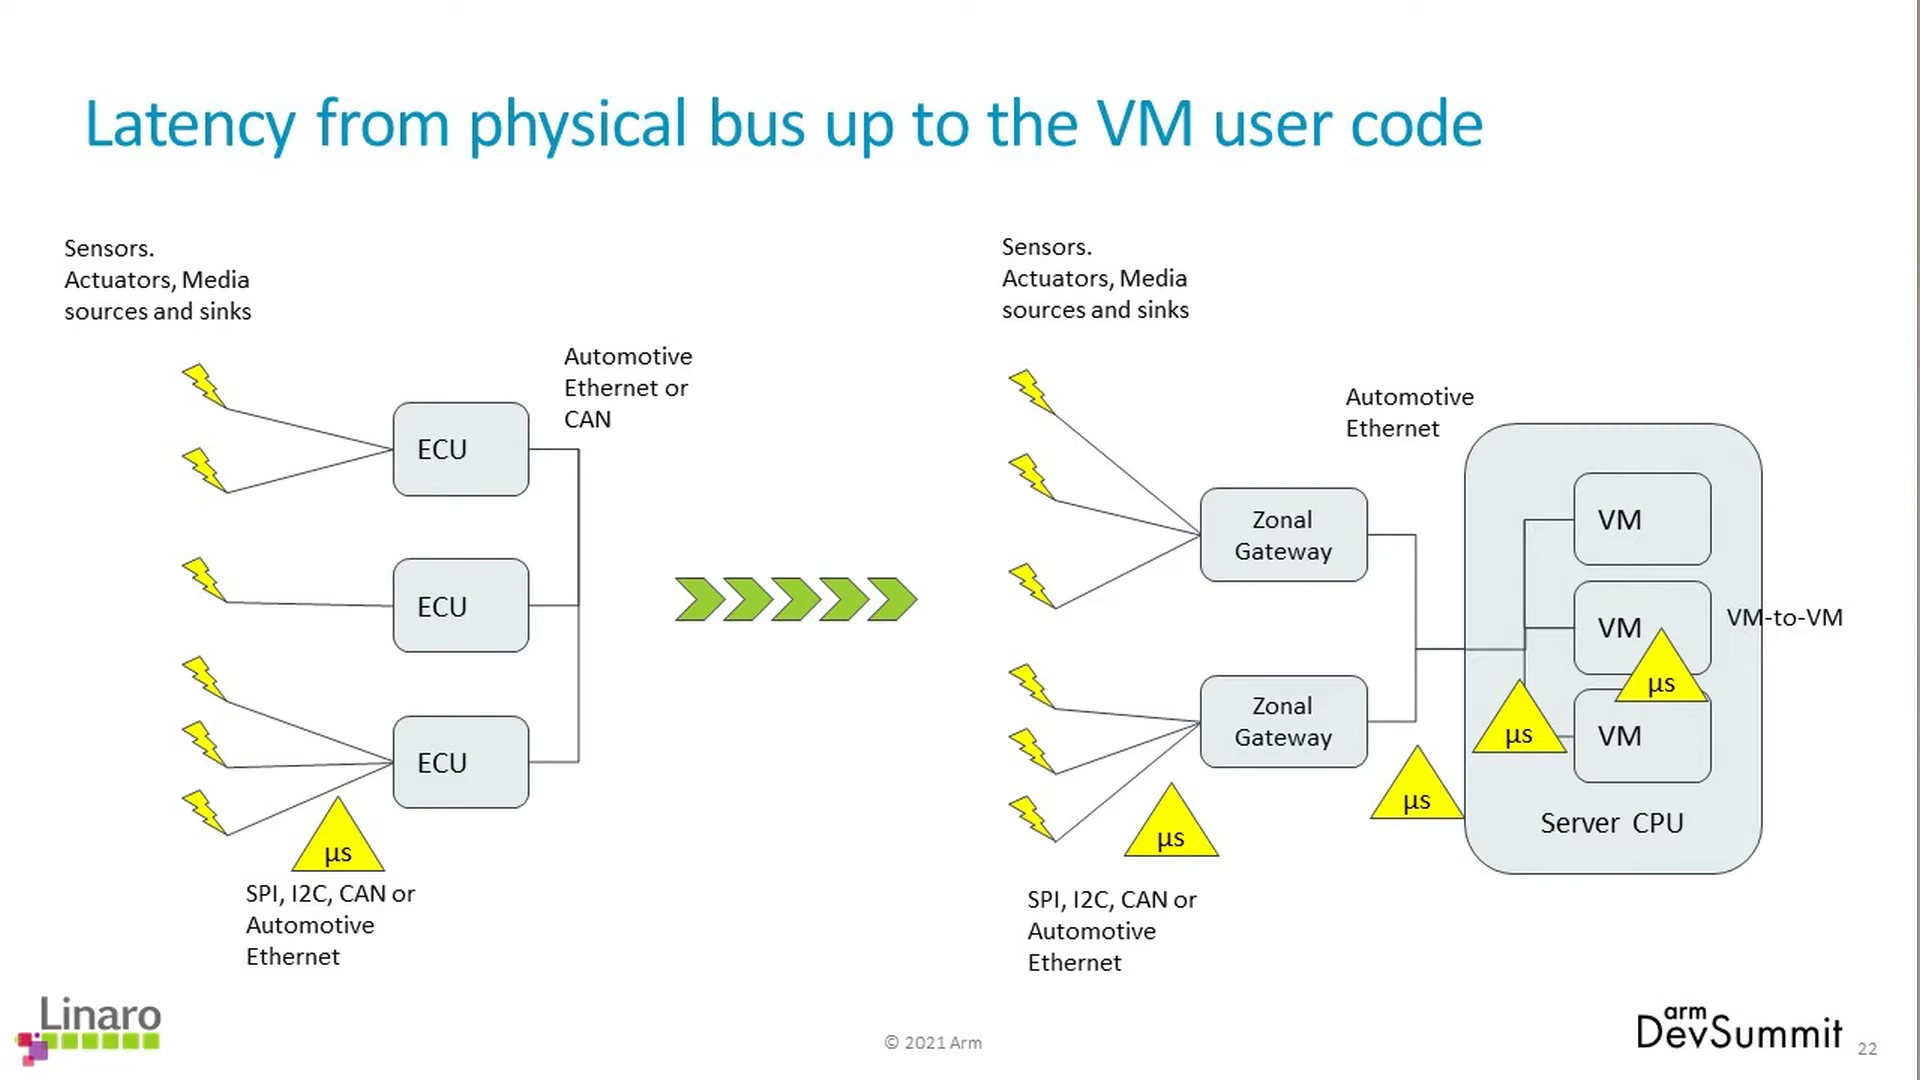 Latency from physical bus up to the VM user code
Sensors.
Actuators, Media
sources and sinks
Automotive
Ethernet or
CAN
ECU
ECU
ECU
µs
SPI, I2C, CAN or
Automotive
Ethernet
Sensors.
Actuators, Media
sources and sinks
Automotive
Ethernet
Zonal
Gateway
Zonal
Gateway
VM
VM
VM-to-VM
µs
µs
VM
µs
µs
Server CPU
SPI, I2C, CAN or
Automotive
Ethernet
Linaro
© 2021 Arm
arm
DevSummit
22